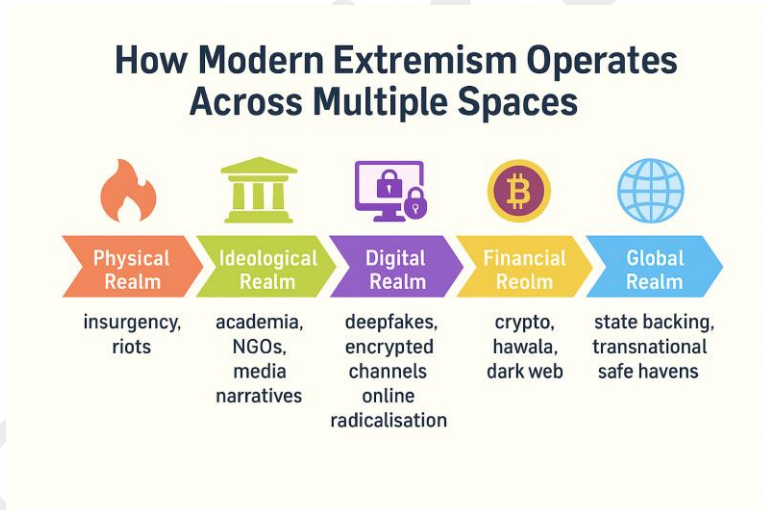 How Modern Extremism Operates
Across Multiple Spaces
Physical
Realm
insurgency,
riots
Ideological
Realm
academia,
NGOs,
media
narratives
Digital
Realm
deepfakes,
encrypted
channels
online
radicalisation
Financial
Reolm
crypto,
hawala,
dark web
Global
Realm
state backing,
transnational
safe havens